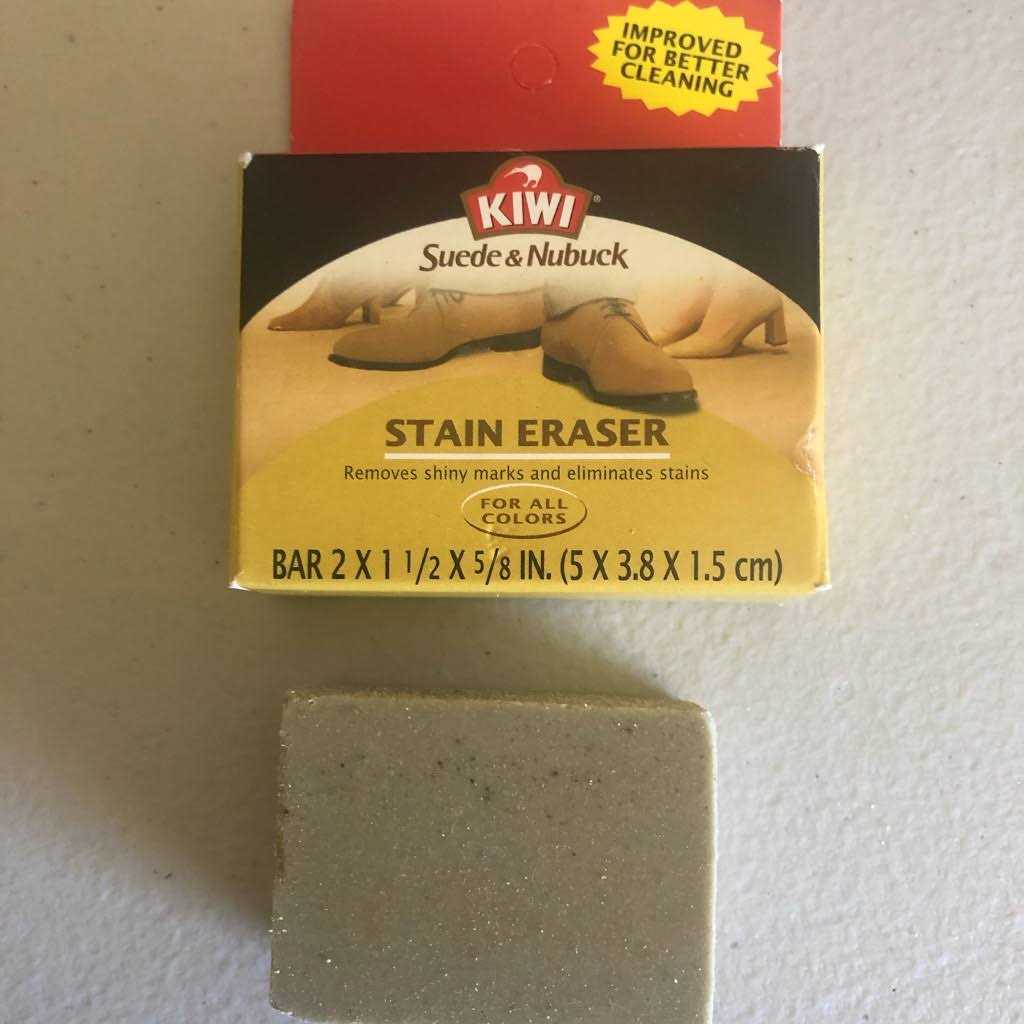 IMPROVED
FOR BETTER
CLEANING
KIWI®
Suede & Nubuck
STAIN ERASER
Removes shiny marks and eliminates stains
FOR ALL
COLORS
BAR 2 X 1 1/2 X 5/8 IN. (5 X 3.8 X 1.5 cm)